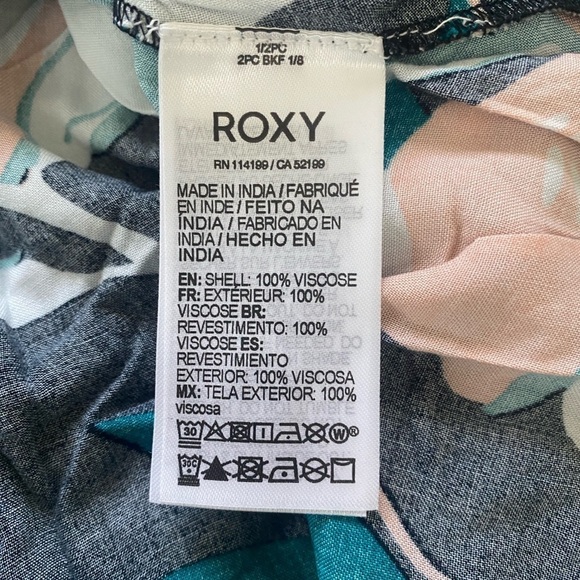 1/2PC
2PC BKF 1/8
ROXY
RN 114199 / CA 52199
MADE IN INDIA / FABRIQUÉ
EN INDE / FEITO NA
ÍNDIA / FABRICADO EN
INDIA / HECHO EN
INDIA
EN: SHELL: 100% VISCOSE
FR: EXTÉRIEUR: 100%
VISCOSE BR:
REVESTIMENTO: 100%
VISCOSE ES:
REVESTIMIENTO
EXTERIOR: 100% VISCOSA
MX: TELA EXTERIOR: 100%
viscosa
30 W®
30C